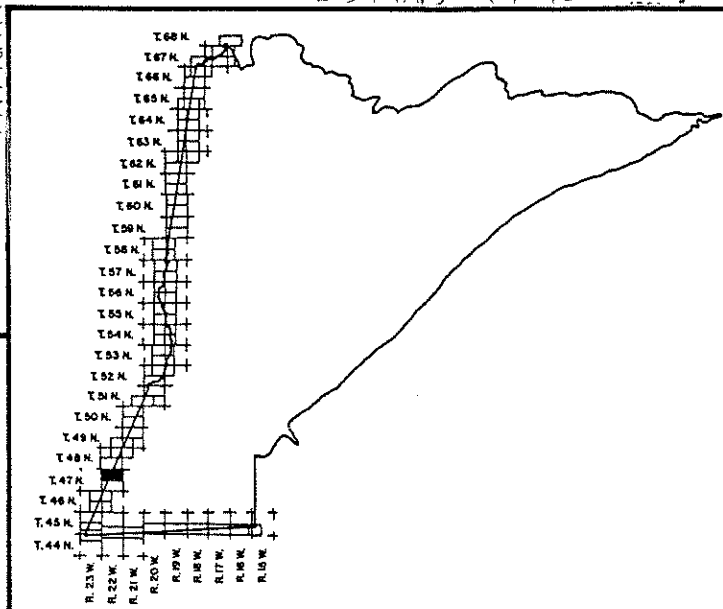 T. 68 N.
T. 67 N.
T. 66 N.
T. 65 N.
T. 64 N.
T. 63 N.
T. 62 N.
T. 61 N.
T. 60 N.
T. 59 N.
T. 58 N.
T. 57 N.
T. 56 N.
T. 55 N.
T. 54 N.
T. 53 N.
T. 52 N.
T. 51 N.
T. 50 N.
T. 49 N.
T. 48 N.
T. 47 N.
T. 46 N.
T. 45 N.
T. 44 N.
R. 23 W.
R. 22 W.
R. 21 W.
R. 20 W.
R. 19 W.
R. 18 W.
R. 17 W.
R. 16 W.
R. 15 W.